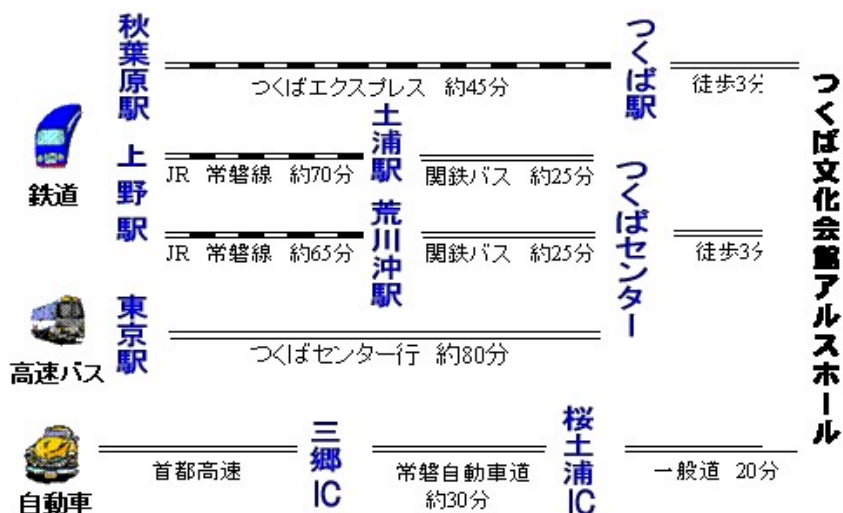 秋葉原駅
つくばエクスプレス 約45分
つくば駅
徒歩3分
鉄道
上野駅
JR 常磐線 約70分
土浦駅
関鉄バス 約25分
JR 常磐線 約65分
荒川沖駅
関鉄バス 約25分
つくばセンター
徒歩3分
高速バス
東京駅
つくばセンター行 約80分
自動車
首都高速
三郷IC
常磐自動車道
約30分
桜土浦IC
一般道 20分
つくば文化会館アルスホール